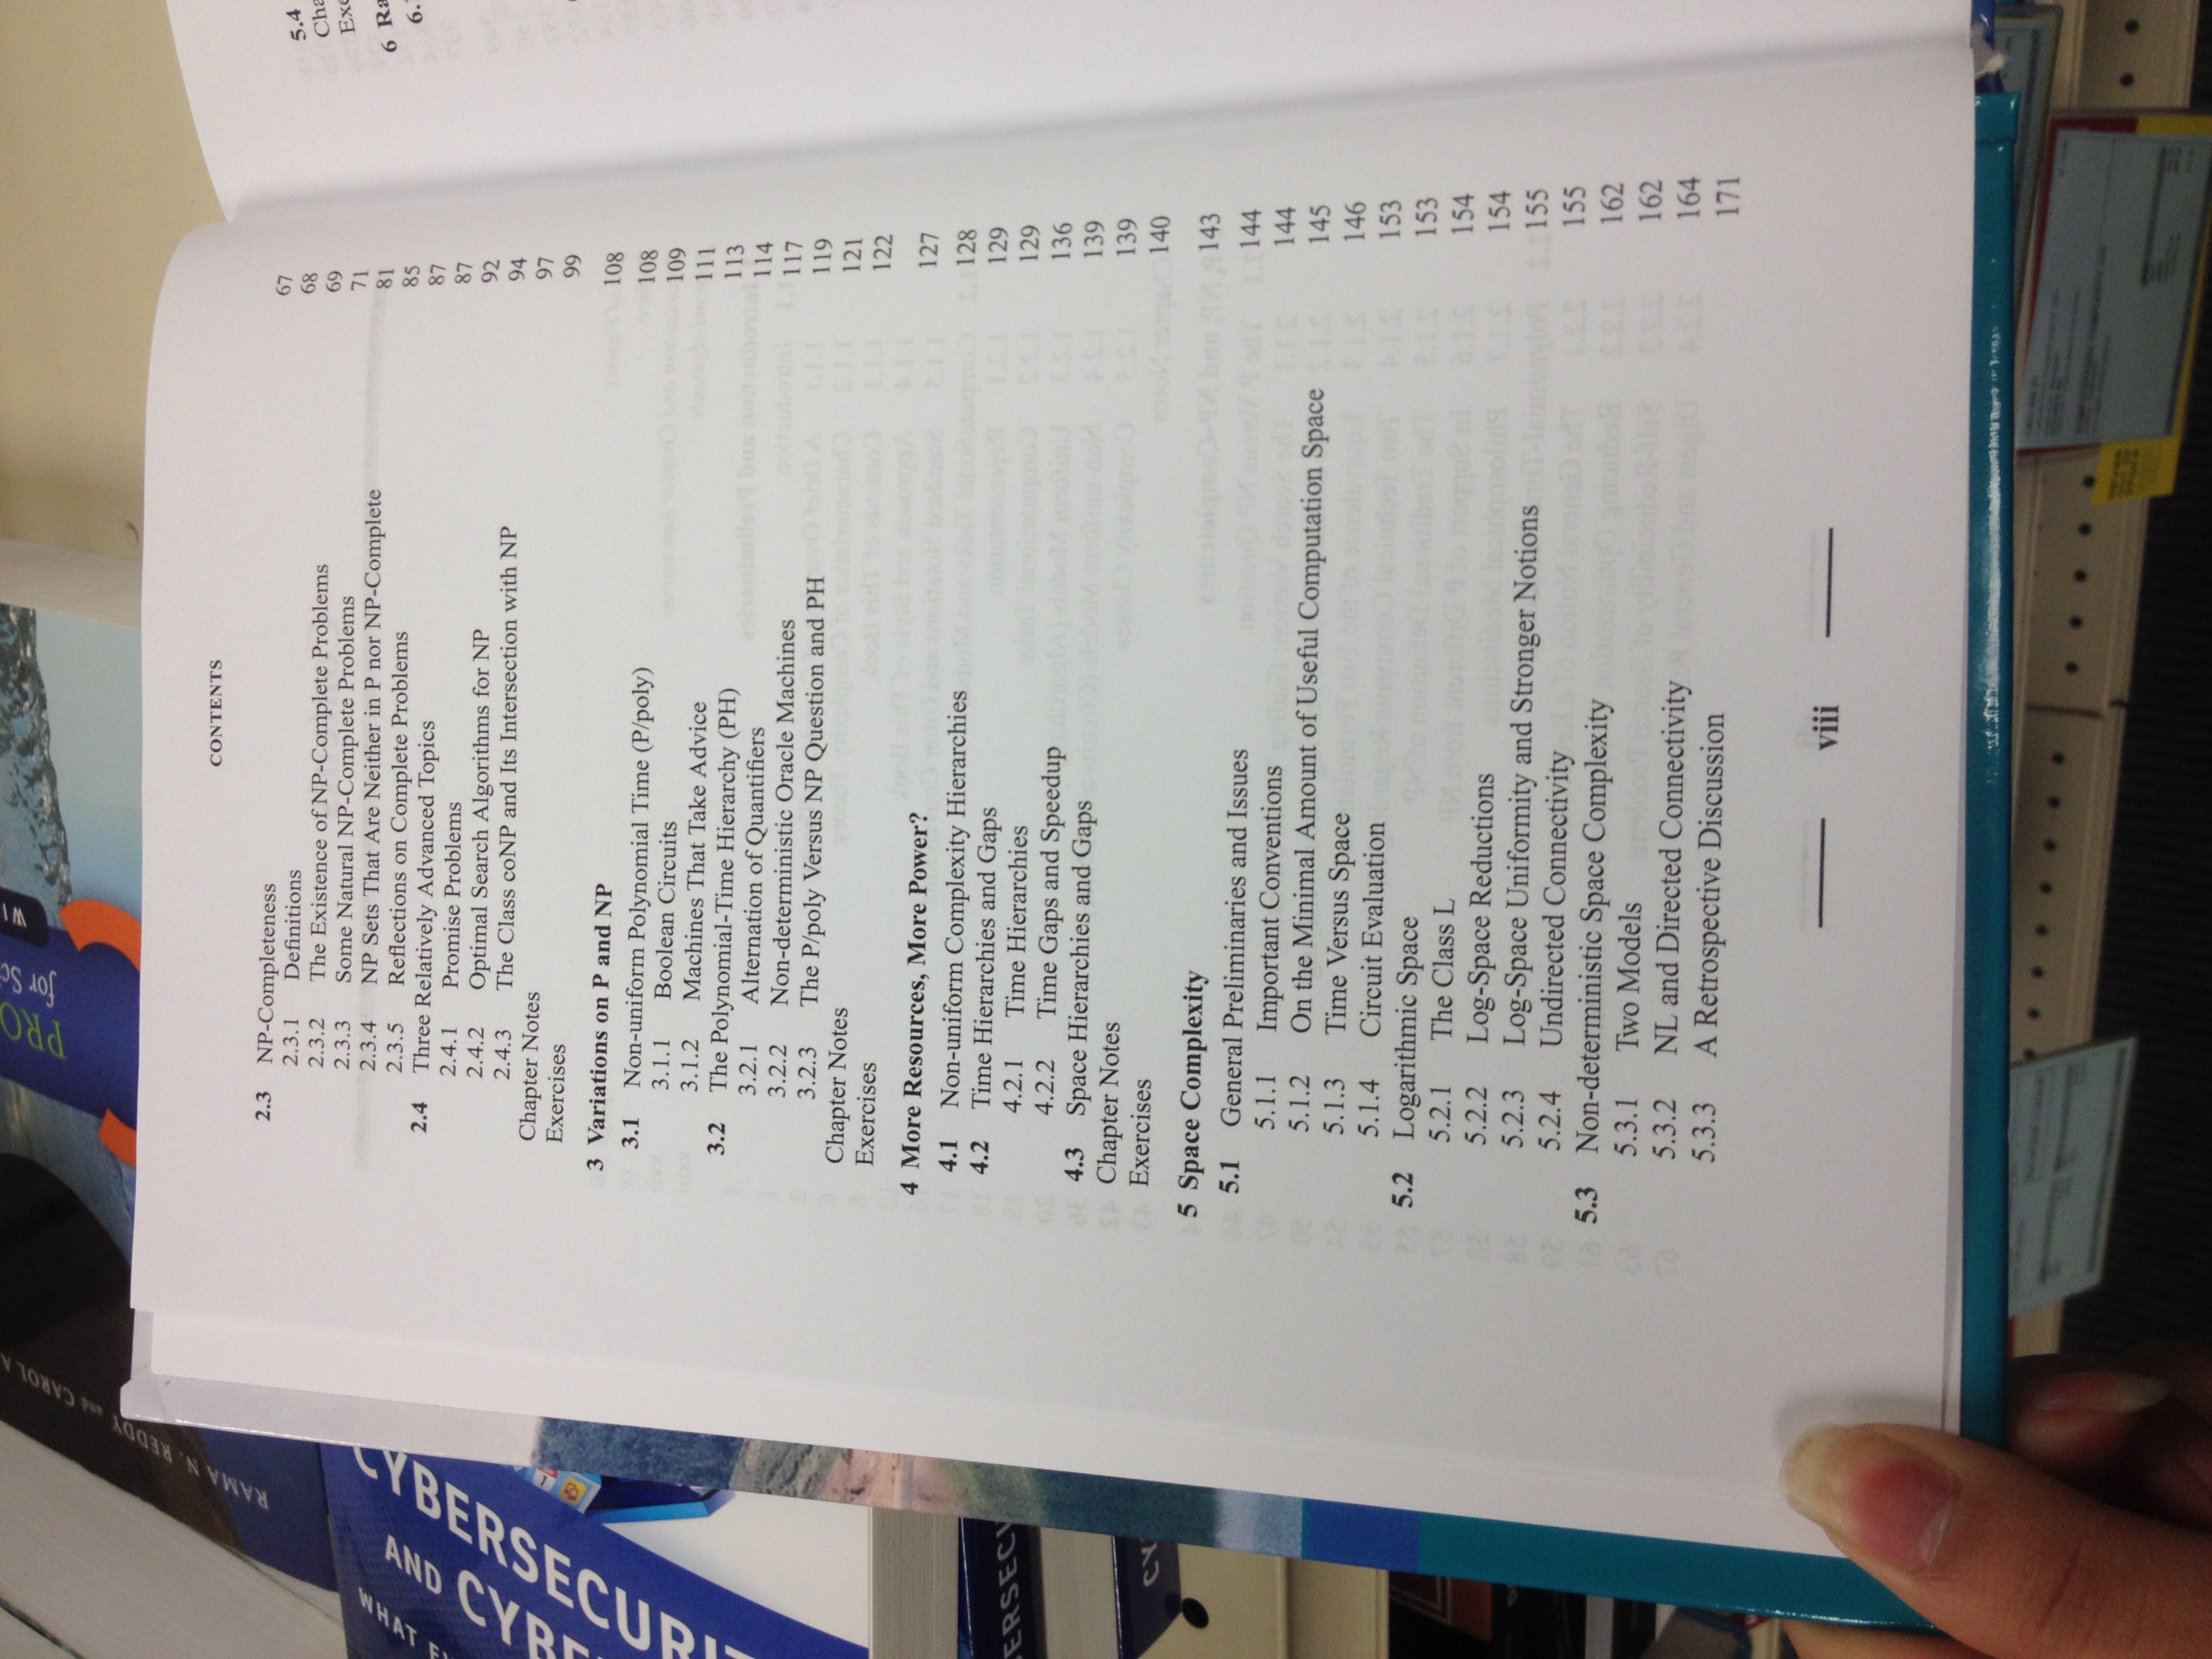 RAMA N. REDDY and CAROL A
PRO
for Sc
WI
WHAT E
CYBERSECURIT
AND CYBE
ERSECU
CY
CONTENTS
2.3 NP-Completeness 67
2.3.1 Definitions 68
2.3.2 The Existence of NP-Complete Problems 69
2.3.3 Some Natural NP-Complete Problems 71
2.3.4 NP Sets That Are Neither in P nor NP-Complete 81
2.3.5 Reflections on Complete Problems 85
2.4 Three Relatively Advanced Topics 87
2.4.1 Promise Problems 87
2.4.2 Optimal Search Algorithms for NP 92
2.4.3 The Class coNP and Its Intersection with NP 94
Chapter Notes 97
Exercises 99
3 Variations on P and NP 108
3.1 Non-uniform Polynomial Time (P/poly) 108
3.1.1 Boolean Circuits 109
3.1.2 Machines That Take Advice 111
3.2 The Polynomial-Time Hierarchy (PH) 113
3.2.1 Alternation of Quantifiers 114
3.2.2 Non-deterministic Oracle Machines 117
3.2.3 The P/poly Versus NP Question and PH 119
Chapter Notes 121
Exercises 122
4 More Resources, More Power? 127
4.1 Non-uniform Complexity Hierarchies 128
4.2 Time Hierarchies and Gaps 129
4.2.1 Time Hierarchies 129
4.2.2 Time Gaps and Speedup 136
4.3 Space Hierarchies and Gaps 139
Chapter Notes 139
Exercises 140
5 Space Complexity 143
5.1 General Preliminaries and Issues 144
5.1.1 Important Conventions 144
5.1.2 On the Minimal Amount of Useful Computation Space 145
5.1.3 Time Versus Space 146
5.1.4 Circuit Evaluation 153
5.2 Logarithmic Space 153
5.2.1 The Class L 154
5.2.2 Log-Space Reductions 154
5.2.3 Log-Space Uniformity and Stronger Notions 155
5.2.4 Undirected Connectivity 155
5.3 Non-deterministic Space Complexity 162
5.3.1 Two Models 162
5.3.2 NL and Directed Connectivity 164
5.3.3 A Retrospective Discussion 171
viii
5.4
Cha
Exe
6 Ra
6.